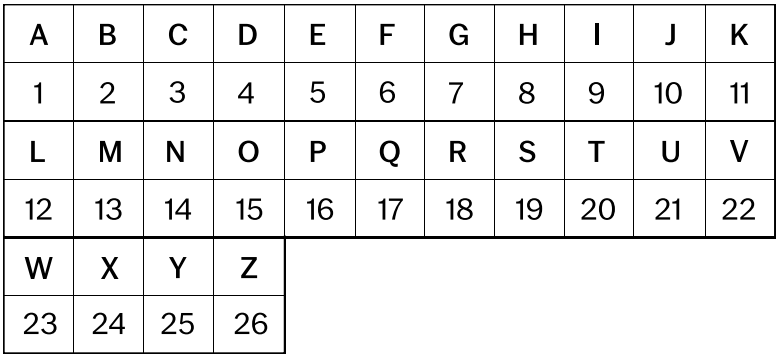 A B C D E F G H I J K
1 2 3 4 5 6 7 8 9 10 11
L M N O P Q R S T U V
12 13 14 15 16 17 18 19 20 21 22
W X Y Z
23 24 25 26